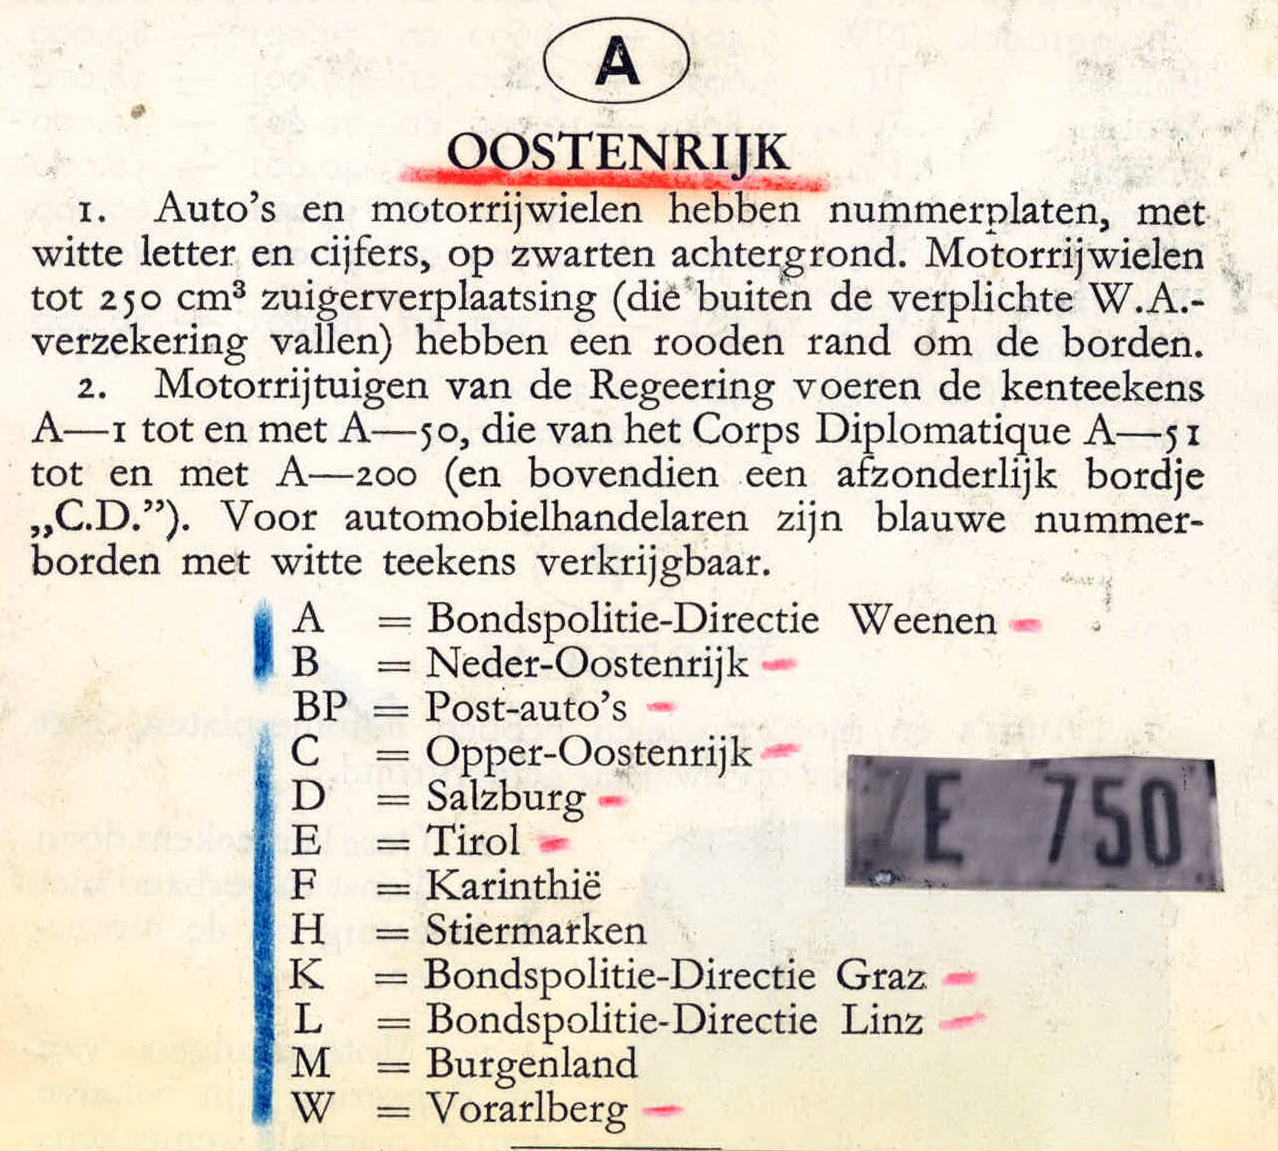 A
OOSTENRIJK
1. Auto's en motorrijwielen hebben nummerplaten, met
witte letter en cijfers, op zwarten achtergrond. Motorrijwielen
tot 250 cm³ zuigerverplaatsing (die buiten de verplichte W.A.-
verzekering vallen) hebben een rooden rand om de borden.
2. Motorrijtuigen van de Regeering voeren de kenteekens
A—1 tot en met A—50, die van het Corps Diplomatique A—51
tot en met A—200 (en bovendien een afzonderlijk bordje
„C.D.”). Voor automobielhandelaren zijn blauwe nummer-
borden met witte teekens verkrijgbaar.
A = Bondspolitie-Directie Weenen
B = Neder-Oostenrijk
BP = Post-auto's
C = Opper-Oostenrijk
D = Salzburg
E = Tirol
F = Karinthië
H = Stiermarken
K = Bondspolitie-Directie Graz
L = Bondspolitie-Directie Linz
M = Burgenland
W = Vorarlberg
ZE 750